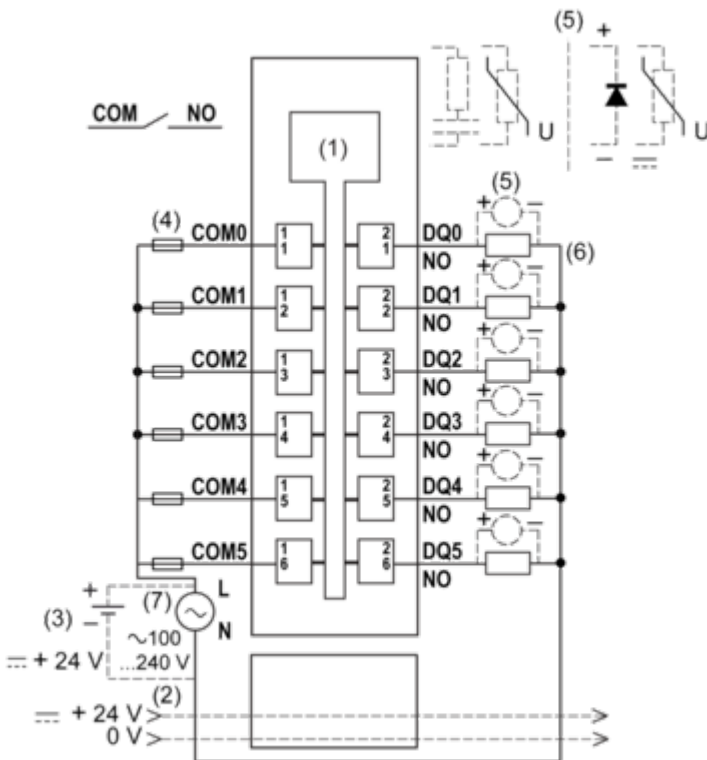 (5)
+
COM NO
(1)
U
U
−
(5)
(4) COM0 1 1 2 1 DQ0 + −
NO (6)
COM1 1 2 2 2 DQ1 + −
NO
COM2 1 3 2 3 DQ2 + −
NO
COM3 1 4 2 4 DQ3 + −
NO
COM4 1 5 2 5 DQ4 + −
NO
COM5 1 6 2 6 DQ5 + −
NO
+ (7) L
(3) − N
~100
+ 24 V ...240 V
(2)
+ 24 V
0 V